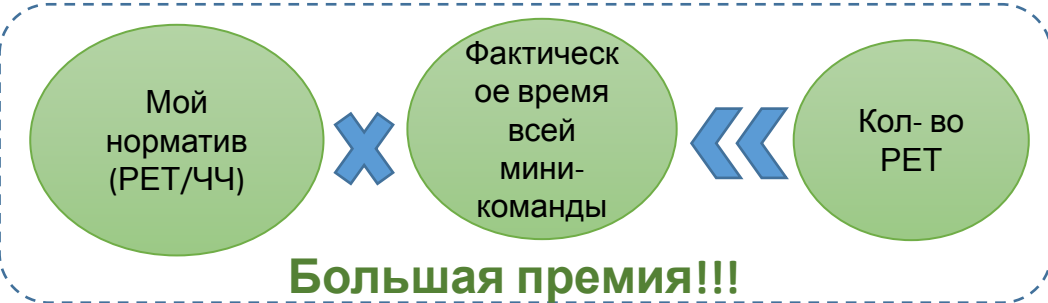 Мой
норматив
(РЕТ/ЧЧ)
Фактическ
ое время
всей
мини-
команды
Кол- во
РЕТ
Большая премия!!!